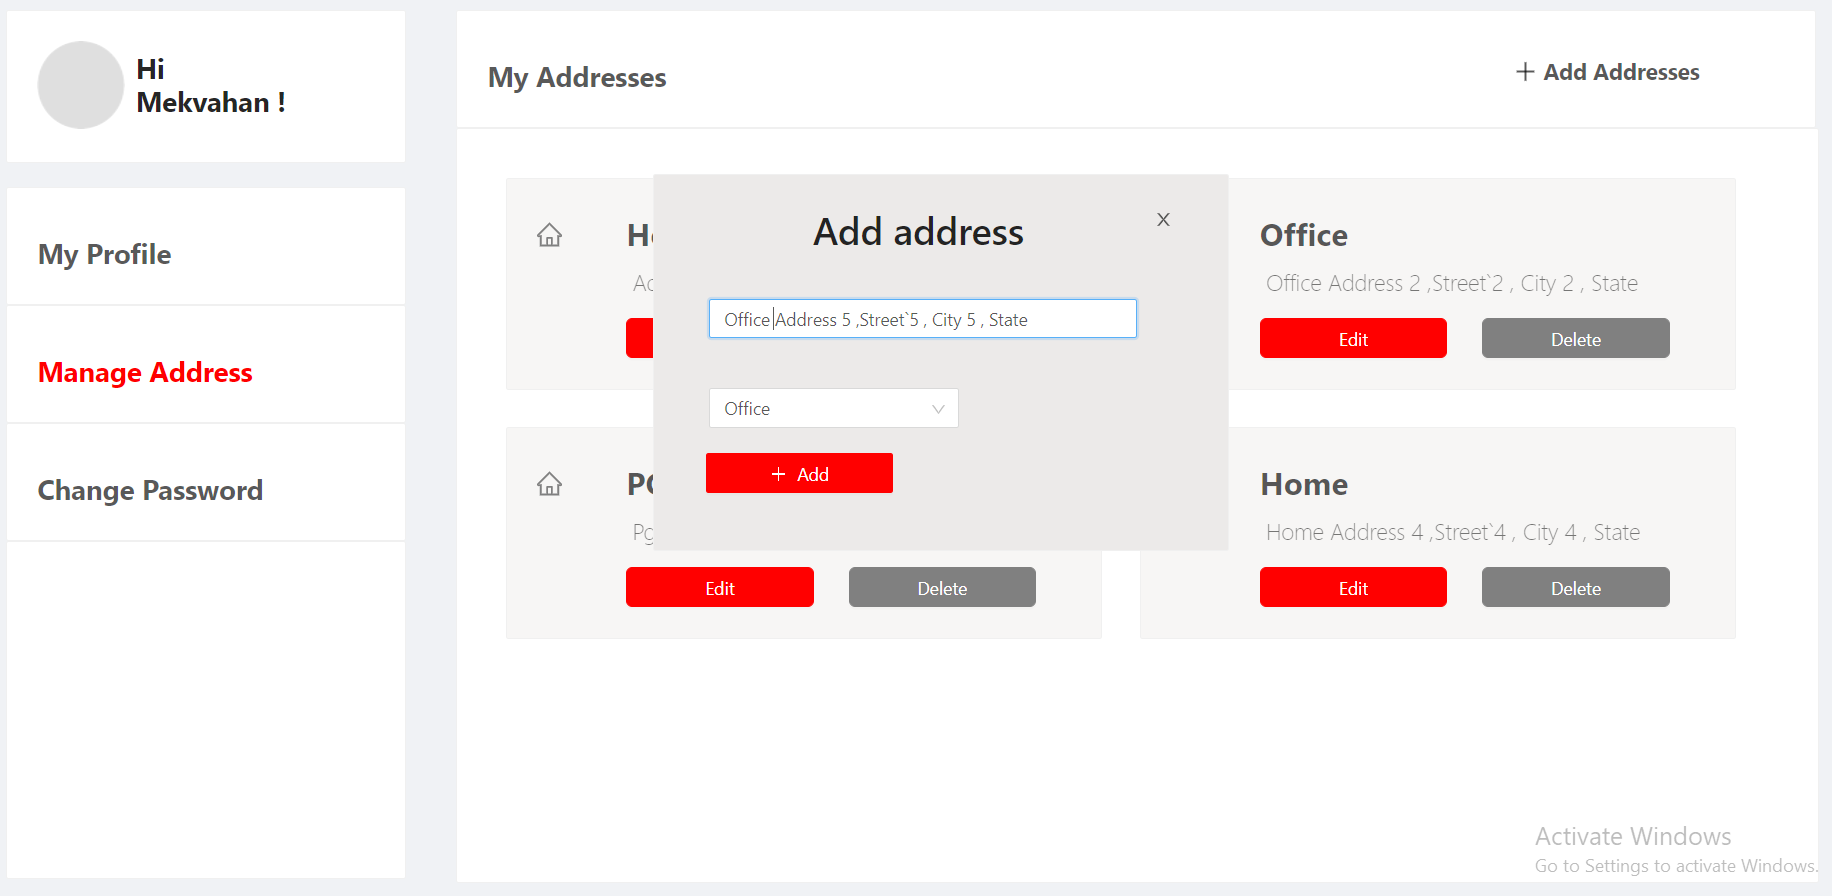 Hi
Mekvahan !
My Profile
Manage Address
Change Password
My Addresses
+ Add Addresses
Office
Office Address 2 ,Street`2 , City 2 , State
Edit
Delete
Add address
X
Office Address 5 ,Street`5 , City 5 , State
Office
+ Add
Home
Home Address 4 ,Street`4 , City 4 , State
Edit
Delete
Edit
Delete
Activate Windows
Go to Settings to activate Windows.